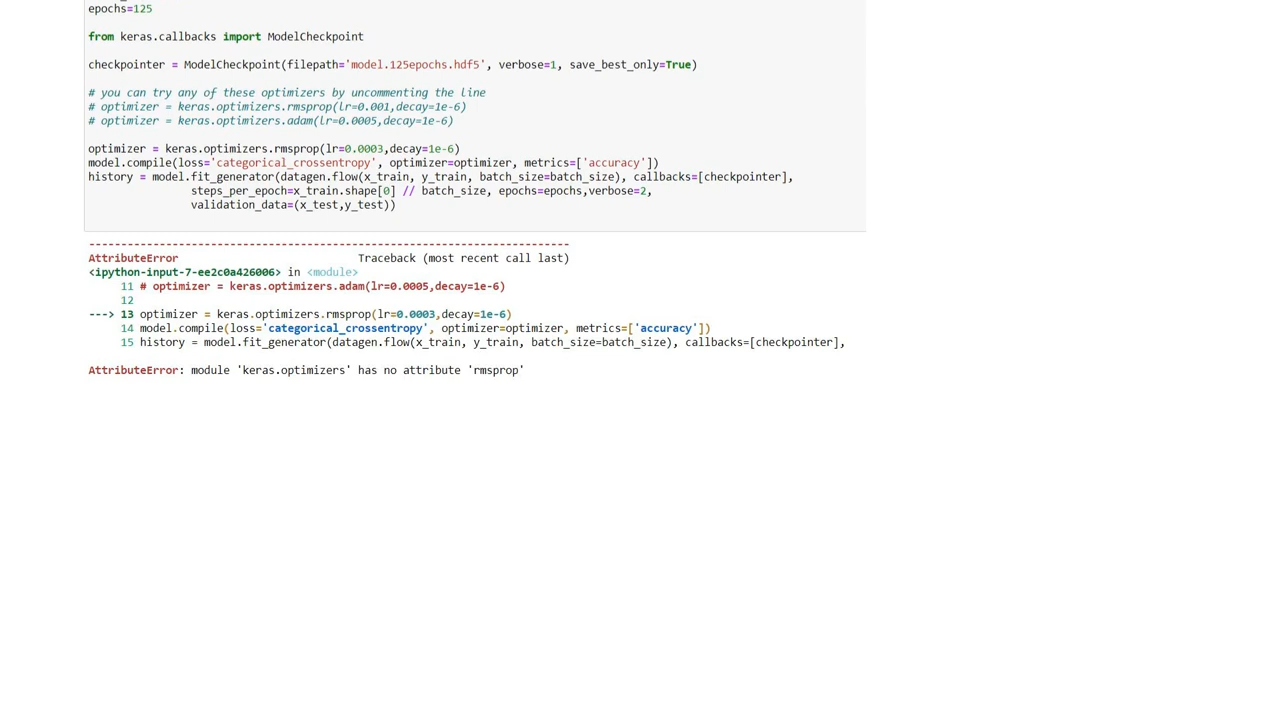 epochs=125
from keras.callbacks import ModelCheckpoint
checkpointer = ModelCheckpoint(filepath='model.125epochs.hdf5', verbose=1, save_best_only=True)
# you can try any of these optimizers by uncommenting the line
# optimizer = keras.optimizers.rmsprop(lr=0.001,decay=1e-6)
# optimizer = keras.optimizers.adam(lr=0.0005,decay=1e-6)
optimizer = keras.optimizers.rmsprop(lr=0.0003,decay=1e-6)
model.compile(loss='categorical_crossentropy', optimizer=optimizer, metrics=['accuracy'])
history = model.fit_generator(datagen.flow(x_train, y_train, batch_size=batch_size), callbacks=[checkpointer],
steps_per_epoch=x_train.shape[0] // batch_size, epochs=epochs,verbose=2,
validation_data=(x_test,y_test))
---------------------------------------------------------------------------
AttributeError                            Traceback (most recent call last)
<ipython-input-7-ee2c0a426006> in <module>
11 # optimizer = keras.optimizers.adam(lr=0.0005,decay=1e-6)
12
---> 13 optimizer = keras.optimizers.rmsprop(lr=0.0003,decay=1e-6)
14 model.compile(loss='categorical_crossentropy', optimizer=optimizer, metrics=['accuracy'])
15 history = model.fit_generator(datagen.flow(x_train, y_train, batch_size=batch_size), callbacks=[checkpointer],
AttributeError: module 'keras.optimizers' has no attribute 'rmsprop'